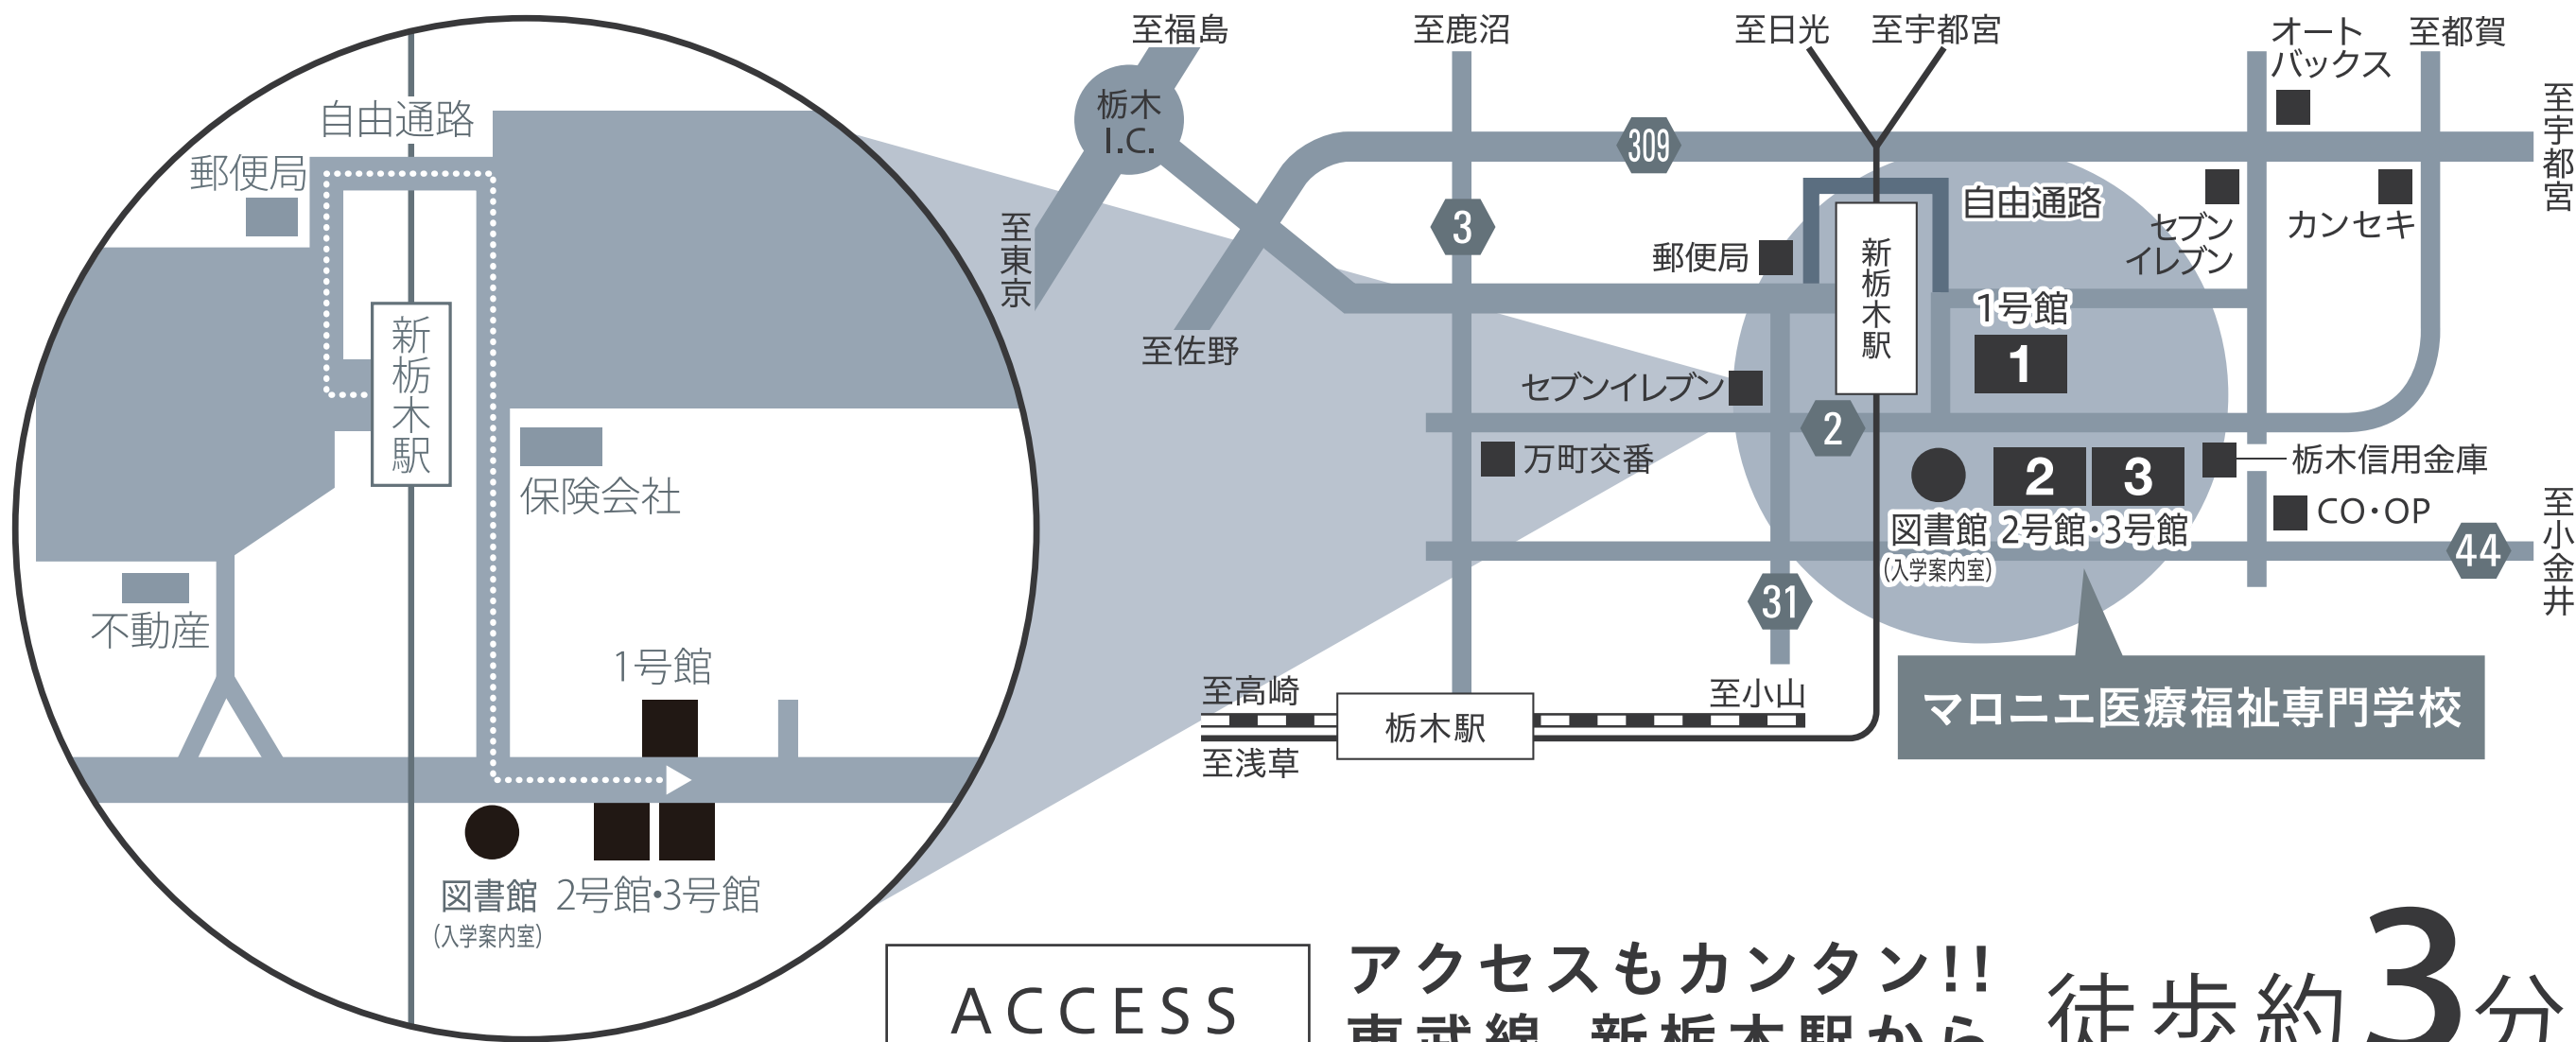 自由通路
郵便局
新栃木駅
保険会社
不動産
1号館
図書館
(入学案内室)
2号館・3号館
至福島
至鹿沼
至日光
至宇都宮
オート
バックス
至都賀
至宇都宮
栃木
I.C.
309
3
至東京
至佐野
自由通路
郵便局
新栃木駅
セブン
イレブン
カンセキ
1号館
1
セブンイレブン
2
万町交番
2
3
栃木信用金庫
CO・OP
図書館
(入学案内室)
2号館・3号館
44
至小金井
31
至高崎
栃木駅
至小山
至浅草
マロニエ医療福祉専門学校
ACCESS
アクセスもカンタン!!
東武線 新栃木駅から
徒歩約3分